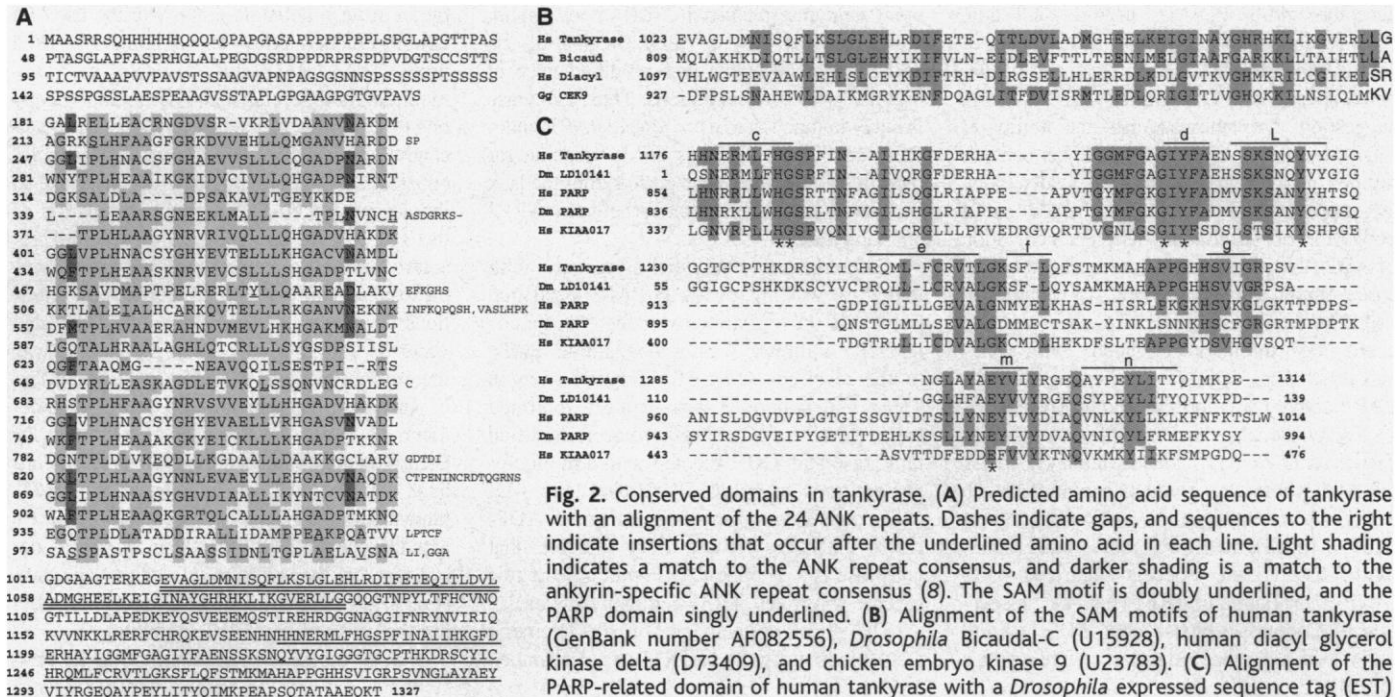 A
1 MAASRRSQHHHHHHQQQLQPAPGASAPPPPPPPPLSPGLAPGTTPAS
48 PTASGLAPFASPRHGLALPEGDGSRDPPDRPRSPDPVDGTSCCSTTS
95 TICTVAAAPVVPAVSTSSAAGVAPNPAGSGSNNSPSSSSSPTSSSSS
142 SPSSPGSSLAESPEAAGVSSTAPLGPGAAGPGTGVPAVS
181 GALRELLEACRNGDVSR-VKRLVDAANVNAKDM
213 AGRKSLHFAAGFGRKDVVEHLLQMGANVHARDD SP
247 GGLIPLHNACSFGHAEVVSLLLCQGADPNARDN
281 WNYTPLHEAAIKGKIDVCIVLLQHGADPNIRNT
314 DGKSALDLA----DPSAKAVLTGEYKKDE
339 L----LEAARSGNEEKLMALL----TPLNVNCH ASDGRKS-
371 ----TPLHLAAGYNRVRIVQLLLQHGADVHAKDK
401 GGLVPLHNACSYGHYEVTELLLKHGACVNAMDL
434 WQFTPLHEAASKNRVEVCSLLLSHGADPTLVNC
467 HGKSAVDMAPTPELRERLTYLLQAAREADLAKV EFKGHS
506 KKTLALEIALHCAVKQVTELLLRKGANVNEKNK INFKQPQSH,VASLHPK
557 DFMTPLHVAAERAHNDVMEVLHKHGAKMNALDT
587 LGQTALHRAALAGHLQTCRLLLSYGSDPSIISL
623 QGFTAAQMG----NEAVQQILSESTPI--RTS
649 DVDYRLLEASKAGDLETVKQLSSQNVNCRDLEG C
683 RHSTPLHFAAGYNRVSVVEYLLHHGADVHAKDK
716 GGLVPLHNACSYGHYEVAELLVRHGASVNVADL
749 WKFTPLHEAAAKGKYEICKLLLKHGADPTKKNR
782 DGNTPLDLVKEADQDLLKGDAALLDAAKKGCLARV GDTDI
820 QKLTPLHLAAGYNNLEVAEYLLEHGADVNAQDK CTPENINCRDTQGRNS
869 GGLIPLHNAASYGHVDIAALLIKYNTCVNATDK
902 WAFTPLHEAAQKGRTQLCALLLAHGADPTMKNQ
935 EGQTPLDLATADDIRALLIDAMPPEAKPQATVV LPTCF
973 SASSPASTPSCLSAASSIDNLTGPLAELAVSNA LI,GGA
1011 GDGAAGTERKEGEVAGLDMNISQFLKSLGLEHLRDIFETEQITLDVL
1058 ADMGHEELKEIGINAYGHRHKLIKGVERLLGGQQGTNPYLTFHCVNQ
1105 GTILLDLAPEDKEYQSVEEEMQSTIREHRDGGNAGGIFNRYNVIRIQ
1152 KVVNKKLRERFCHRQKEVSEENHNHHNERMLFHGSPFINAIIHKGFD
1199 ERHAYIGGMFGAGIYFAENSSKSNQYVYGIGGGTGCPTHKDRSCYIC
1246 HRQMLFCRVTLGKSFLQFSTMKMAHAPPGHHSVIGRPSVNGLAYAEY
1293 VIYRGEQAYPEYLITYQIMKPEAPSQTATAAEQKT 1327
B
Hs Tankyrase 1023 EVAGLDMNISQFLKSLGLEHLRDIFETE-QITLDVLADMGHEELKEIGINAYGHRHKLIKGVERLLG
Dm Bicaud 809 MQLAKHKDIQTLLTSLGLEHYIKIFVLN-EIDLEVFTTLTEENLMELGIAAFGARKKLLTAIHTLLA
Hs Diacyl 1097 VHLWGTEEVAAWLEHLSLCEYKDIFTRH-DIRGSELLHLERRDLKDLGVTKVGHMKRILCGIKELSR
Gg CEK9 927 -DFPSLSNAHEWLDAIKMGRYKENFDQAGLITFDVISRMTLEDLQRIGITLVGHQKKILNSIQLMKV
C
d L
Hs Tankyrase 1176 HHNERMLFHGSPFIN--AIIHKGFDERHA----YIGGMFGAGIYFAENSSKSNQYVYGIG
Dm LD10141 1 QSNERMLFHGSPFIN--AIVQRGFDERHA----YIGGMFGAGIYFAEHSSKSNQYVYGIG
Hs PARP 854 LHNRRLLWHGSRTTNFAGILSQGLRIAPPE--APVTGYMFGKGIYFADMVSKSANYYHTSQ
Dm PARP 836 LHNRKLLWHGSRLTNFVGILSHGLRIAPPE--APPTGYMFGKGIYFADMVSKSANYCCTSQ
Hs KIAA017 337 LGNVRPLLHGSPVQNIVGILCRGLLLPKVEDRGVQRTDVGNLGSGIYFSDSLSTSIKYSHPGE
** * * *
e f g
Hs Tankyrase 1230 GGTGCPTHKDRSCYICHRQML-FCRVTLGKSF-LQFSTMKMAHAPPGHHSVIGRPSV----
Dm LD10141 55 GGIGCPSHKDKSCYVCPRQLL-LCRVALGKSF-LQYSAMKMAHAPPGHHSVVGRPSA----
Hs PARP 913 GDPIGLILLGEVALGNMYELKHASHISRLPKGKHSVKGLGKTTPDPS-
Dm PARP 895 QNSTGLMLLSEVALGDMMECTSAKYINKLSNNKHSCFGRGRTMPDPTK
Hs KIAA017 400 TDGTRLLLICDVALGKCMDLHEKDFSLTEAPPGYDSVHGVSQT-----
m n
Hs Tankyrase 1285 NGLAYAEYVIYRGEQAYPEYLITYQIMKPE--- 1314
Dm LD10141 110 GGLHFAEYVVYRGEQSYPEYLITYQIVKPD--- 139
Hs PARP 960 ANISLDGVDVPLGTGISSGVIDTSLLYNEYIVYDIAQVNLKYLLKLKFNFKTSLW 1014
Dm PARP 943 SYIRSDGVEIPYGETITDEHLKSSLLYNEYIVYDVAQVNIQYLFRMEFKYSY 994
Hs KIAA017 443 ASVTTDFEDDEFVVYKTNQVKMKYIIKFSMPGDQ--- 476
*
Fig. 2. Conserved domains in tankyrase. (A) Predicted amino acid sequence of tankyrase
with an alignment of the 24 ANK repeats. Dashes indicate gaps, and sequences to the right
indicate insertions that occur after the underlined amino acid in each line. Light shading
indicates a match to the ANK repeat consensus, and darker shading is a match to the
ankyrin-specific ANK repeat consensus (8). The SAM motif is doubly underlined, and the
PARP domain singly underlined. (B) Alignment of the SAM motifs of human tankyrase
(GenBank number AF082556), Drosophila Bicaudal-C (U15928), human diacyl glycerol
kinase delta (D73409), and chicken embryo kinase 9 (U23783). (C) Alignment of the
PARP-related domain of human tankyrase with a Drosophila expressed sequence tag (EST)